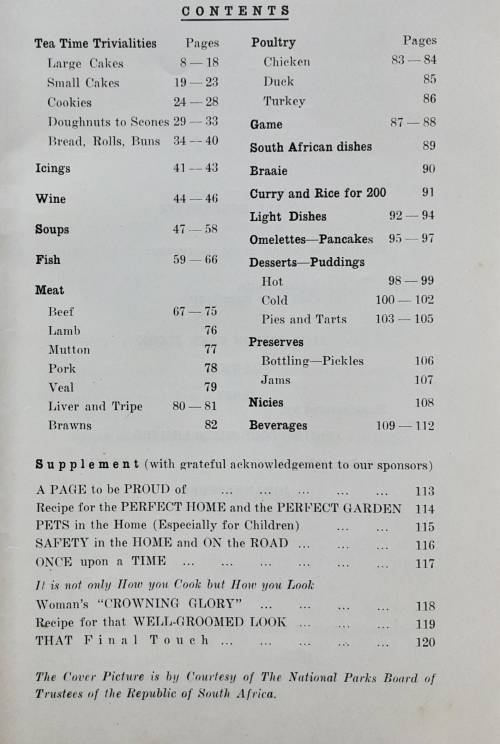 CONTENTS
Tea Time Trivialities Pages
Large Cakes 8 — 18
Small Cakes 19 — 23
Cookies 24 — 28
Doughnuts to Scones 29 — 33
Bread, Rolls, Buns 34 — 40
Icings 41 — 43
Wine 44 — 46
Soups 47 — 58
Fish 59 — 66
Meat
Beef 67 — 75
Lamb 76
Mutton 77
Pork 78
Veal 79
Liver and Tripe 80 — 81
Brawns 82
Poultry Pages
Chicken 83 — 84
Duck 85
Turkey 86
Game 87 — 88
South African dishes 89
Braaie 90
Curry and Rice for 200 91
Light Dishes 92 — 94
Omelettes—Pancakes 95 — 97
Desserts—Puddings
Hot 98 — 99
Cold 100 — 102
Pies and Tarts 103 — 105
Preserves
Bottling—Pickles 106
Jams 107
Nicies 108
Beverages 109 — 112
Supplement (with grateful acknowledgement to our sponsors)
A PAGE to be PROUD of ... ... ... ... ... 113
Recipe for the PERFECT HOME and the PERFECT GARDEN 114
PETS in the Home (Especially for Children) ... ... 115
SAFETY in the HOME and ON the ROAD ... ... ... 116
ONCE upon a TIME ... ... ... ... ... ... 117
It is not only How you Cook but How you Look
Woman's "CROWNING GLORY" ... ... ... ... 118
Recipe for that WELL-GROOMED LOOK ... ... ... 119
THAT Final Touch ... ... ... ... ... 120
The Cover Picture is by Courtesy of The National Parks Board of
Trustees of the Republic of South Africa.